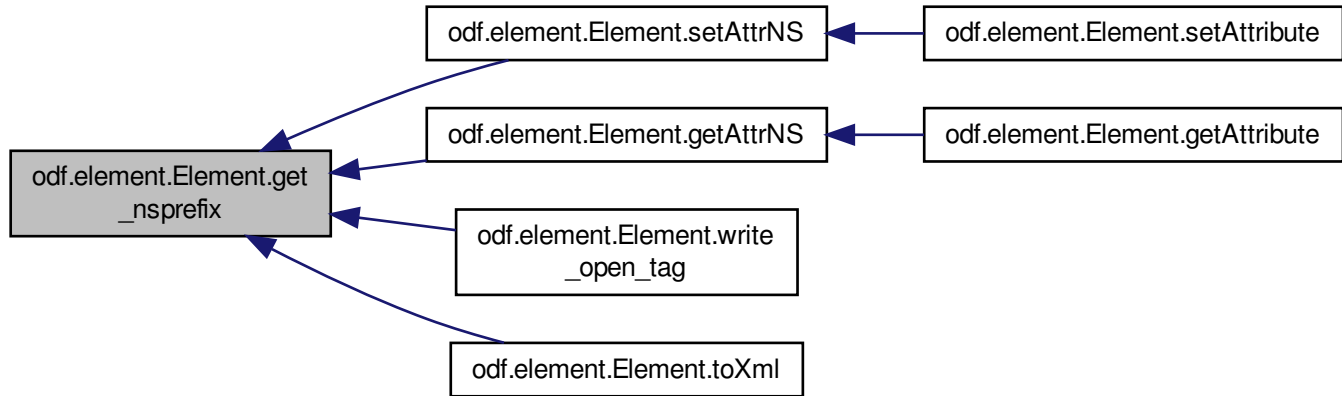 odf.element.Element.setAttrNS
odf.element.Element.setAttribute
odf.element.Element.getAttrNS
odf.element.Element.getAttribute
odf.element.Element.get
_nsprefix
odf.element.Element.write
_open_tag
odf.element.Element.toXml